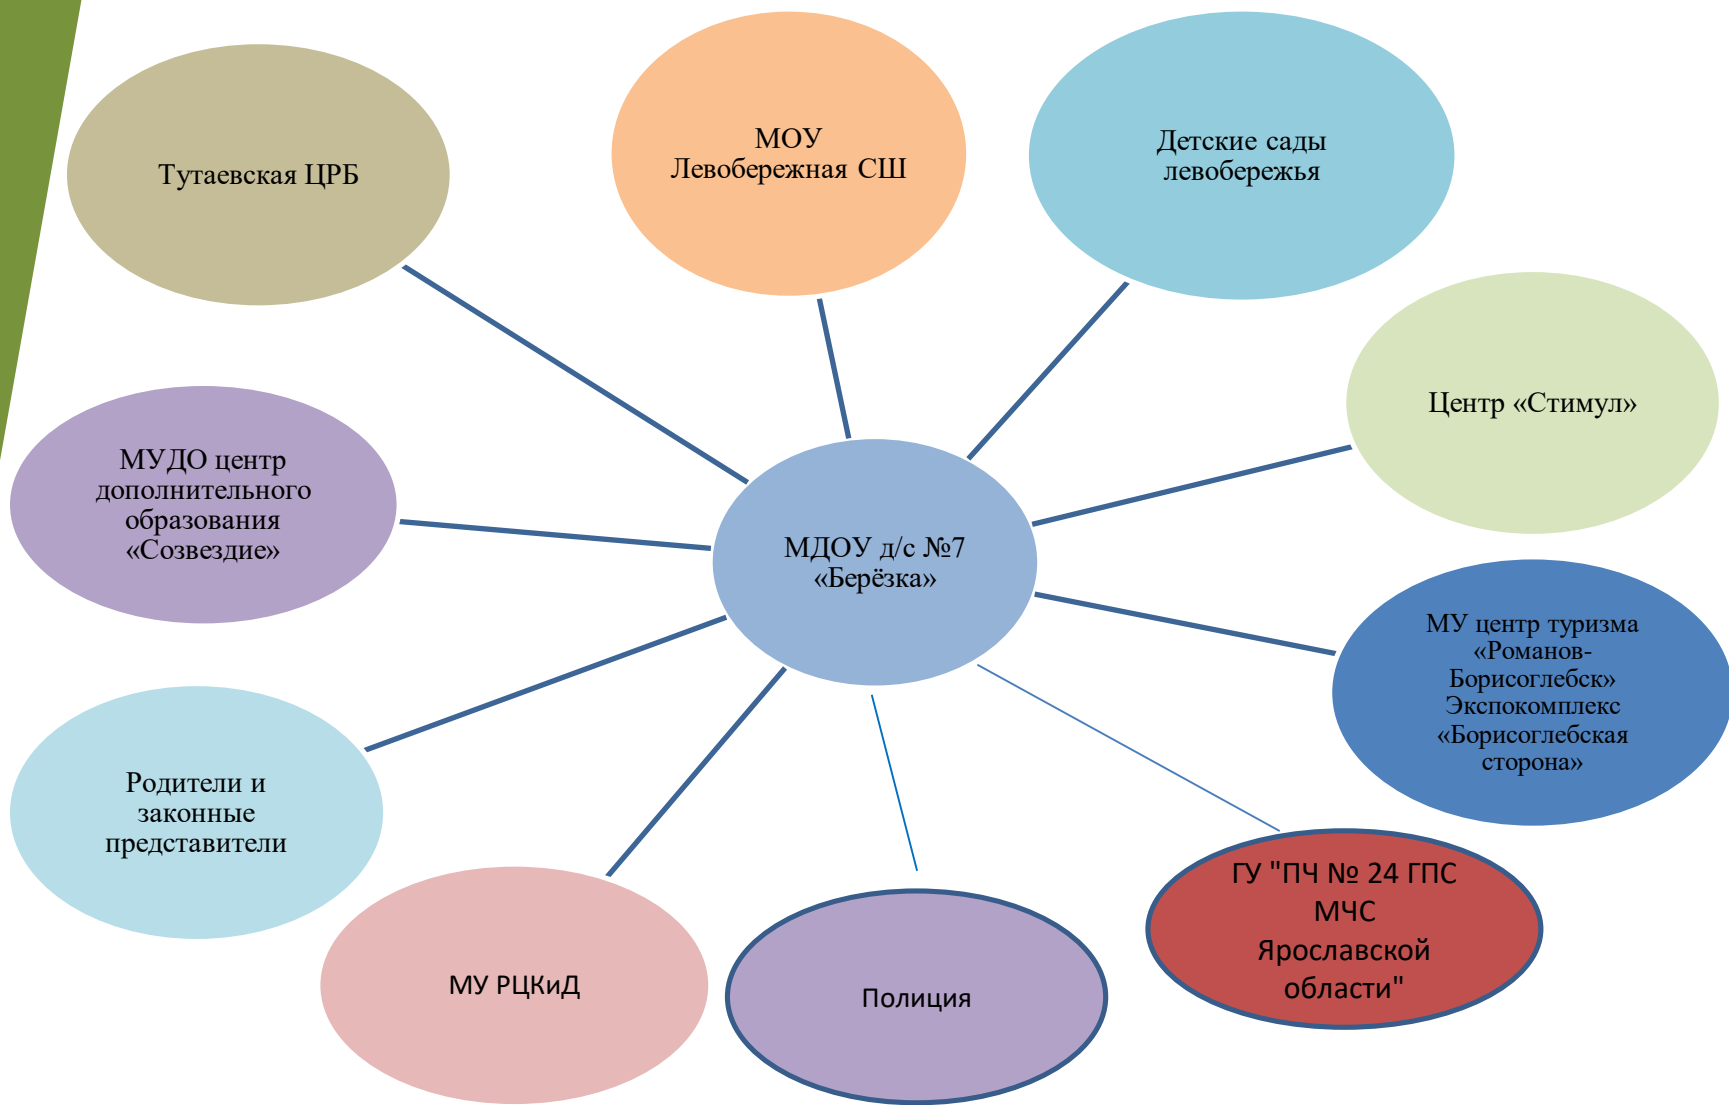 Тутаевская ЦРБ
МОУ
Левобережная СШ
Детские сады
левобережья
Центр «Стимул»
МУДО центр
дополнительного
образования
«Созвездие»
МДОУ д/с №7
«Берёзка»
МУ центр туризма
«Романов-
Борисоглебск»
Экспокомплекс
«Борисоглебская
сторона»
Родители и
законные
представители
МУ РЦКиД
Полиция
ГУ "ПЧ № 24 ГПС
МЧС
Ярославской
области"